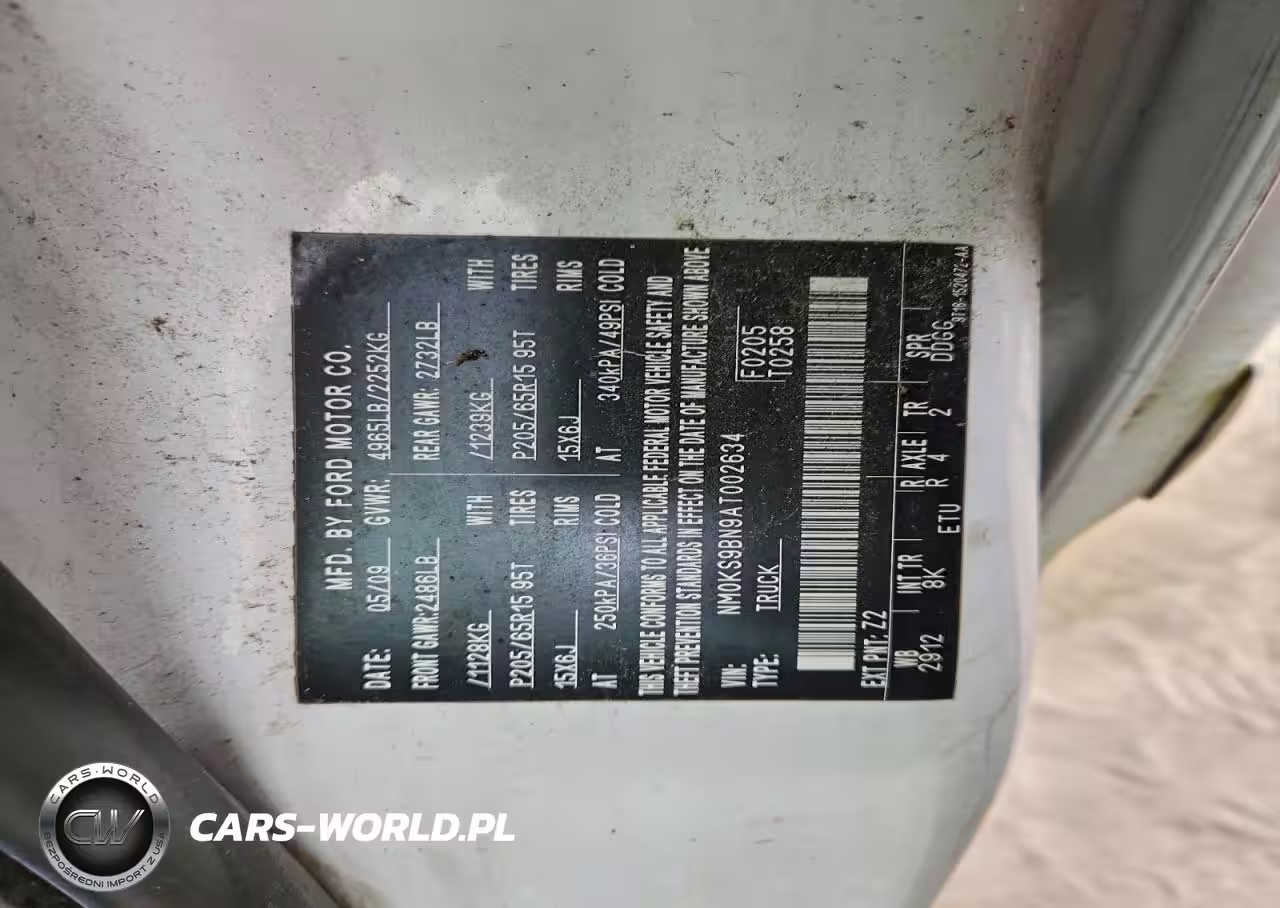 MFD. BY FORD MOTOR CO.
DATE: 05/09 GVWR: 4965LB/2252KG
FRONT GAWR:2486LB REAR GAWR: 2732LB
/1128KG WITH /1239KG WITH
P205/65R15 95T TIRES P205/65R15 95T TIRES
15X6J RIMS 15X6J RIMS
AT 250kPA/36PSI COLD AT 340kPA/49PSI COLD
THIS VEHICLE CONFORMS TO ALL APPLICABLE FEDERAL MOTOR VEHICLE SAFETY AND
THEFT PREVENTION STANDARDS IN EFFECT ON THE DATE OF MANUFACTURE SHOWN ABOVE
VIN: NM0KS9BN9AT002634 F0205
TYPE: TRUCK T0258
EXT PNT: Z2
WB INT TR R AXLE TR SPR
2912 8K R 4 2 DDGG
ETU
CARS-WORLD
CW
BEZPOŚREDNI IMPORT Z USA
CARS-WORLD.PL